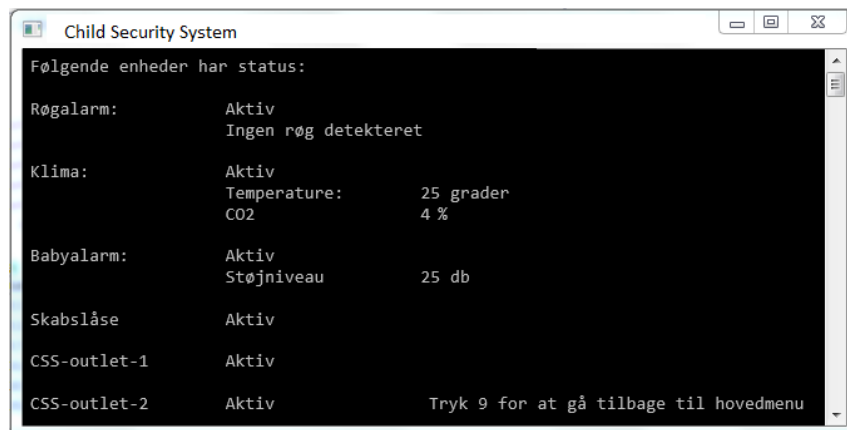 Child Security System
Følgende enheder har status:
Røgalarm: Aktiv
Ingen røg detekteret
Klima: Aktiv
Temperature: 25 grader
CO2 4 %
Babyalarm: Aktiv
Støjniveau 25 db
Skabslåse Aktiv
CSS-outlet-1 Aktiv
CSS-outlet-2 Aktiv Tryk 9 for at gå tilbage til hovedmenu